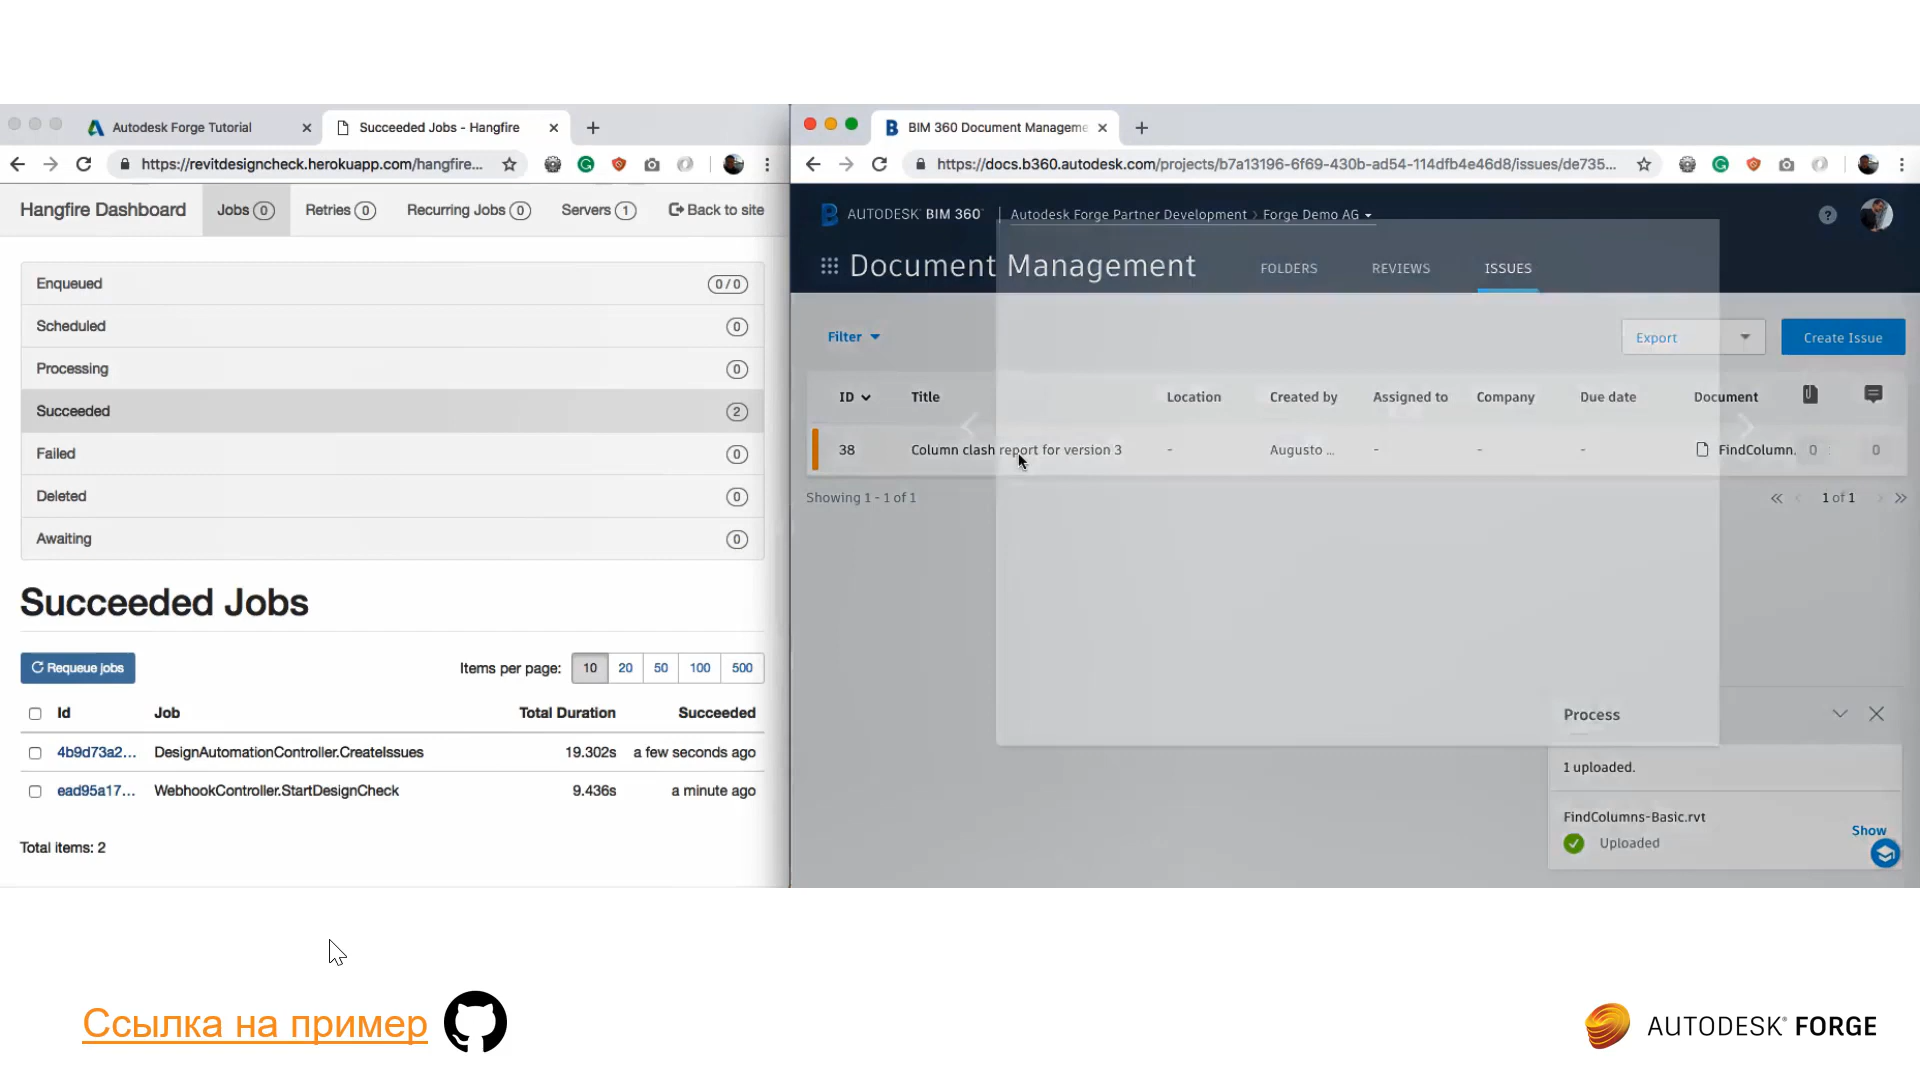 Autodesk Forge Tutorial
Succeeded Jobs - Hangfire
https://revitdesigncheck.herokuapp.com/hangfire...
Hangfire Dashboard
Jobs 0
Retries 0
Recurring Jobs 0
Servers 1
Back to site
Enqueued 0 / 0
Scheduled 0
Processing 0
Succeeded 2
Failed 0
Deleted 0
Awaiting 0
Succeeded Jobs
Requeue jobs
Items per page: 10 20 50 100 500
Id Job Total Duration Succeeded
4b9d73a2... DesignAutomationController.CreateIssues 19.302s a few seconds ago
ead95a17... WebhookController.StartDesignCheck 9.436s a minute ago
Total items: 2
BIM 360 Document Manageme
https://docs.b360.autodesk.com/projects/b7a13196-6f69-430b-ad54-114dfb4e46d8/issues/de735...
AUTODESK® BIM 360™
Autodesk Forge Partner Development › Forge Demo AG
Document Management
FOLDERS
REVIEWS
ISSUES
Filter
Export
Create Issue
ID Title Location Created by Assigned to Company Due date Document
38 Column clash report for version 3 - Augusto ... - - - FindColumn. 0 0
Showing 1 - 1 of 1
1 of 1
Process
1 uploaded.
FindColumns-Basic.rvt
Uploaded
Show
Ссылка на пример
AUTODESK® FORGE